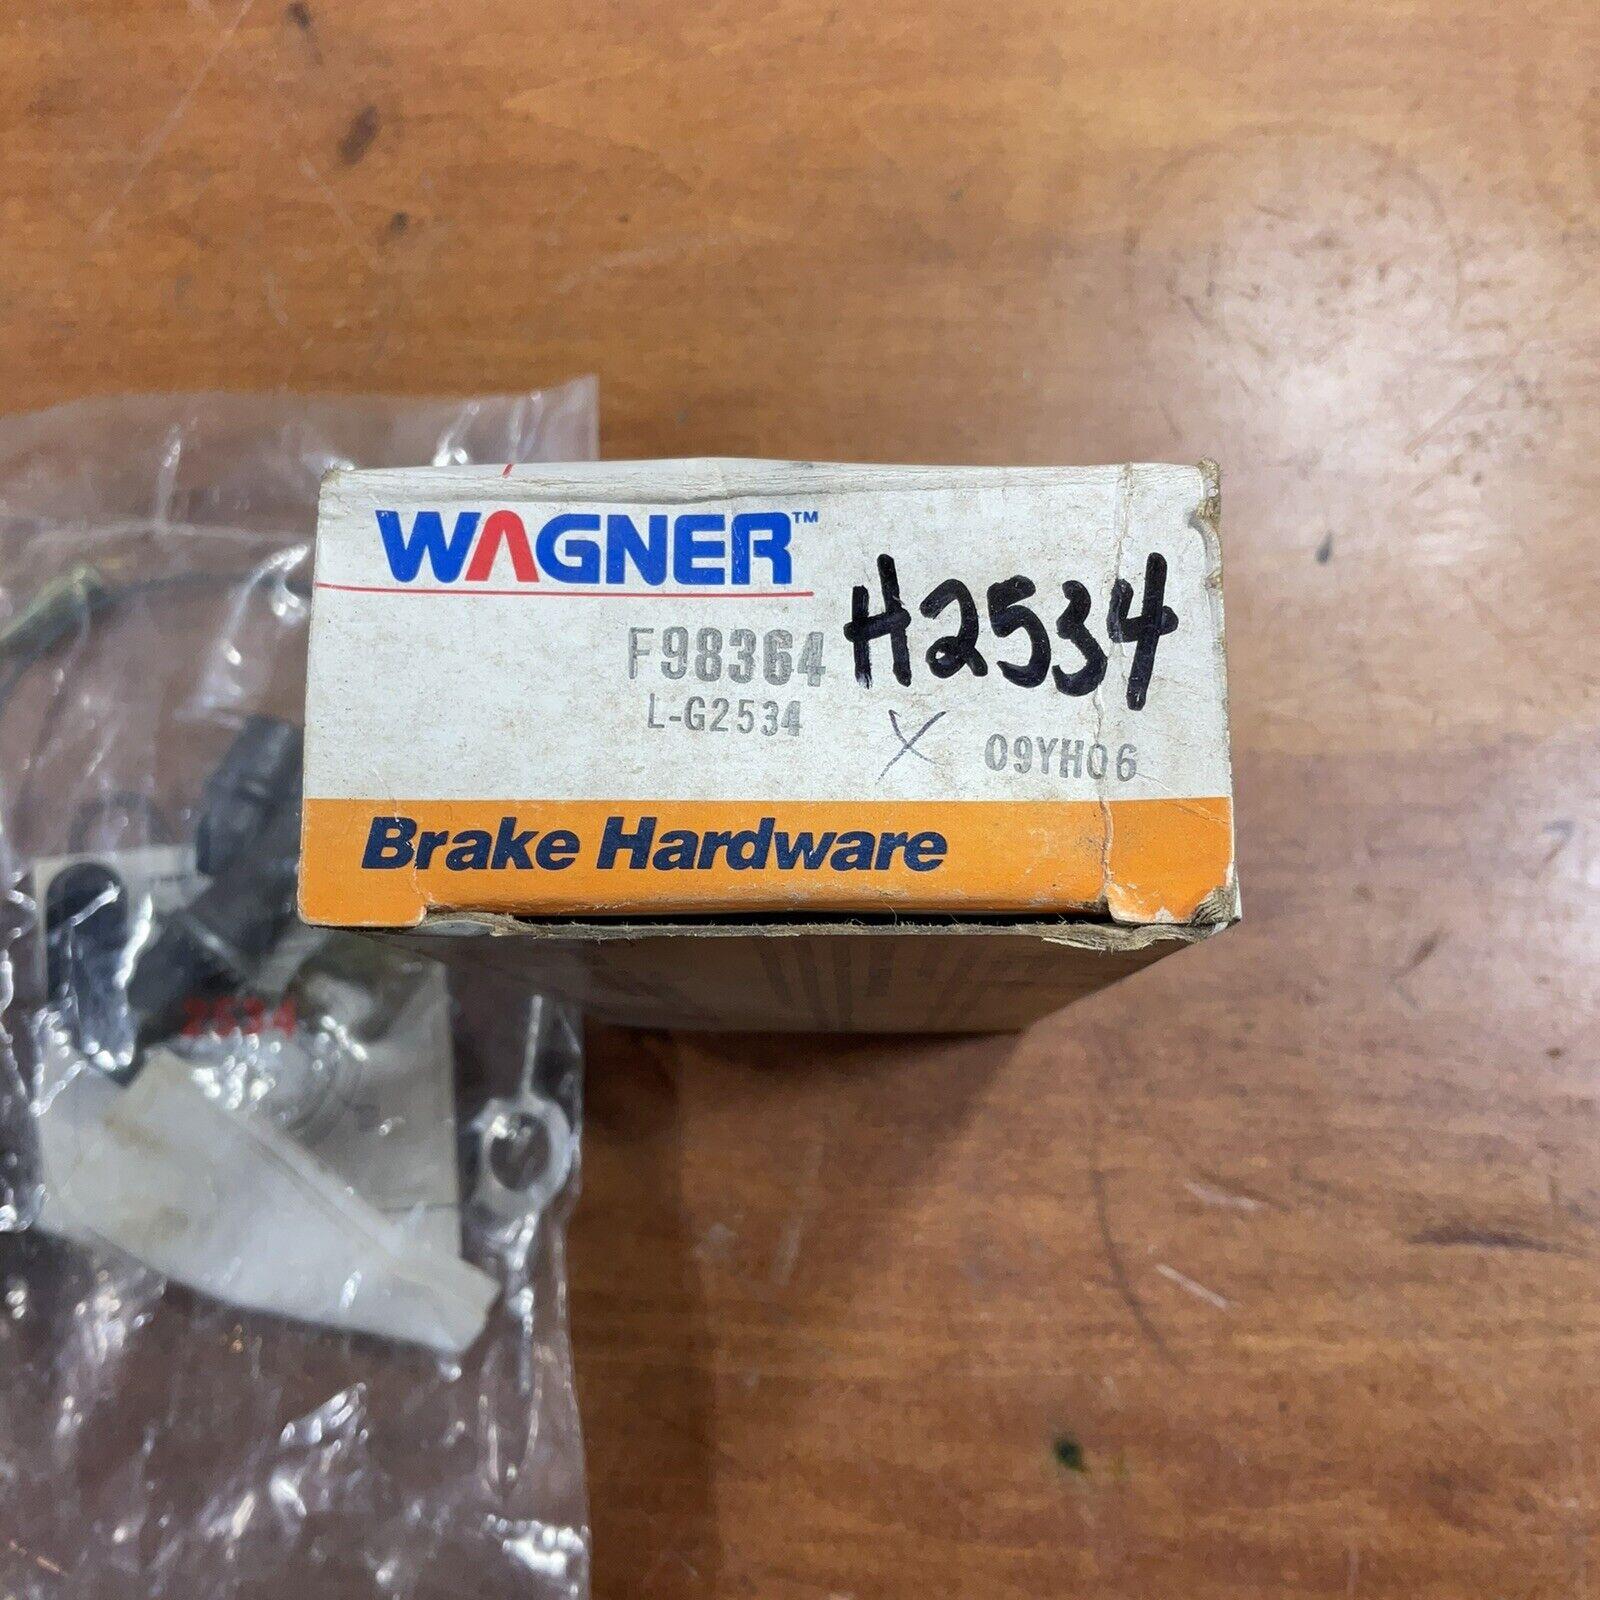 WAGNER™
H2534
F98364
L-G2534
X
09YH06
Brake Hardware
2534